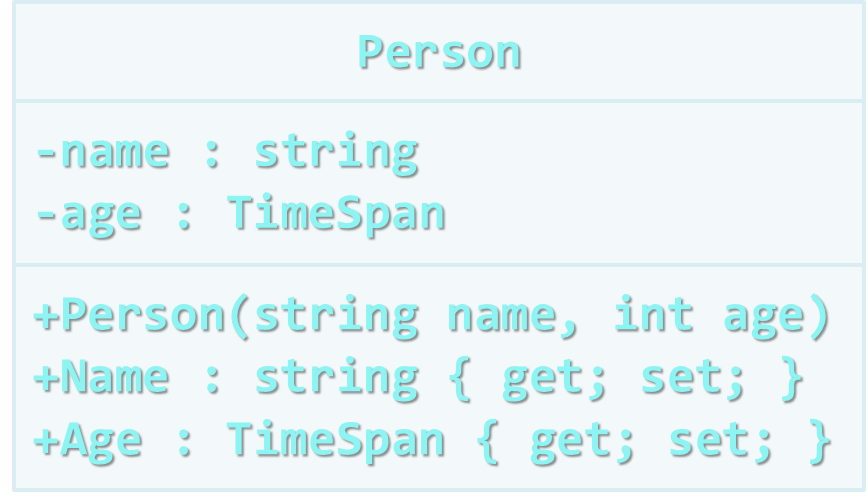 Person
-name : string
-age : TimeSpan
+Person(string name, int age)
+Name : string { get; set; }
+Age : TimeSpan { get; set; }